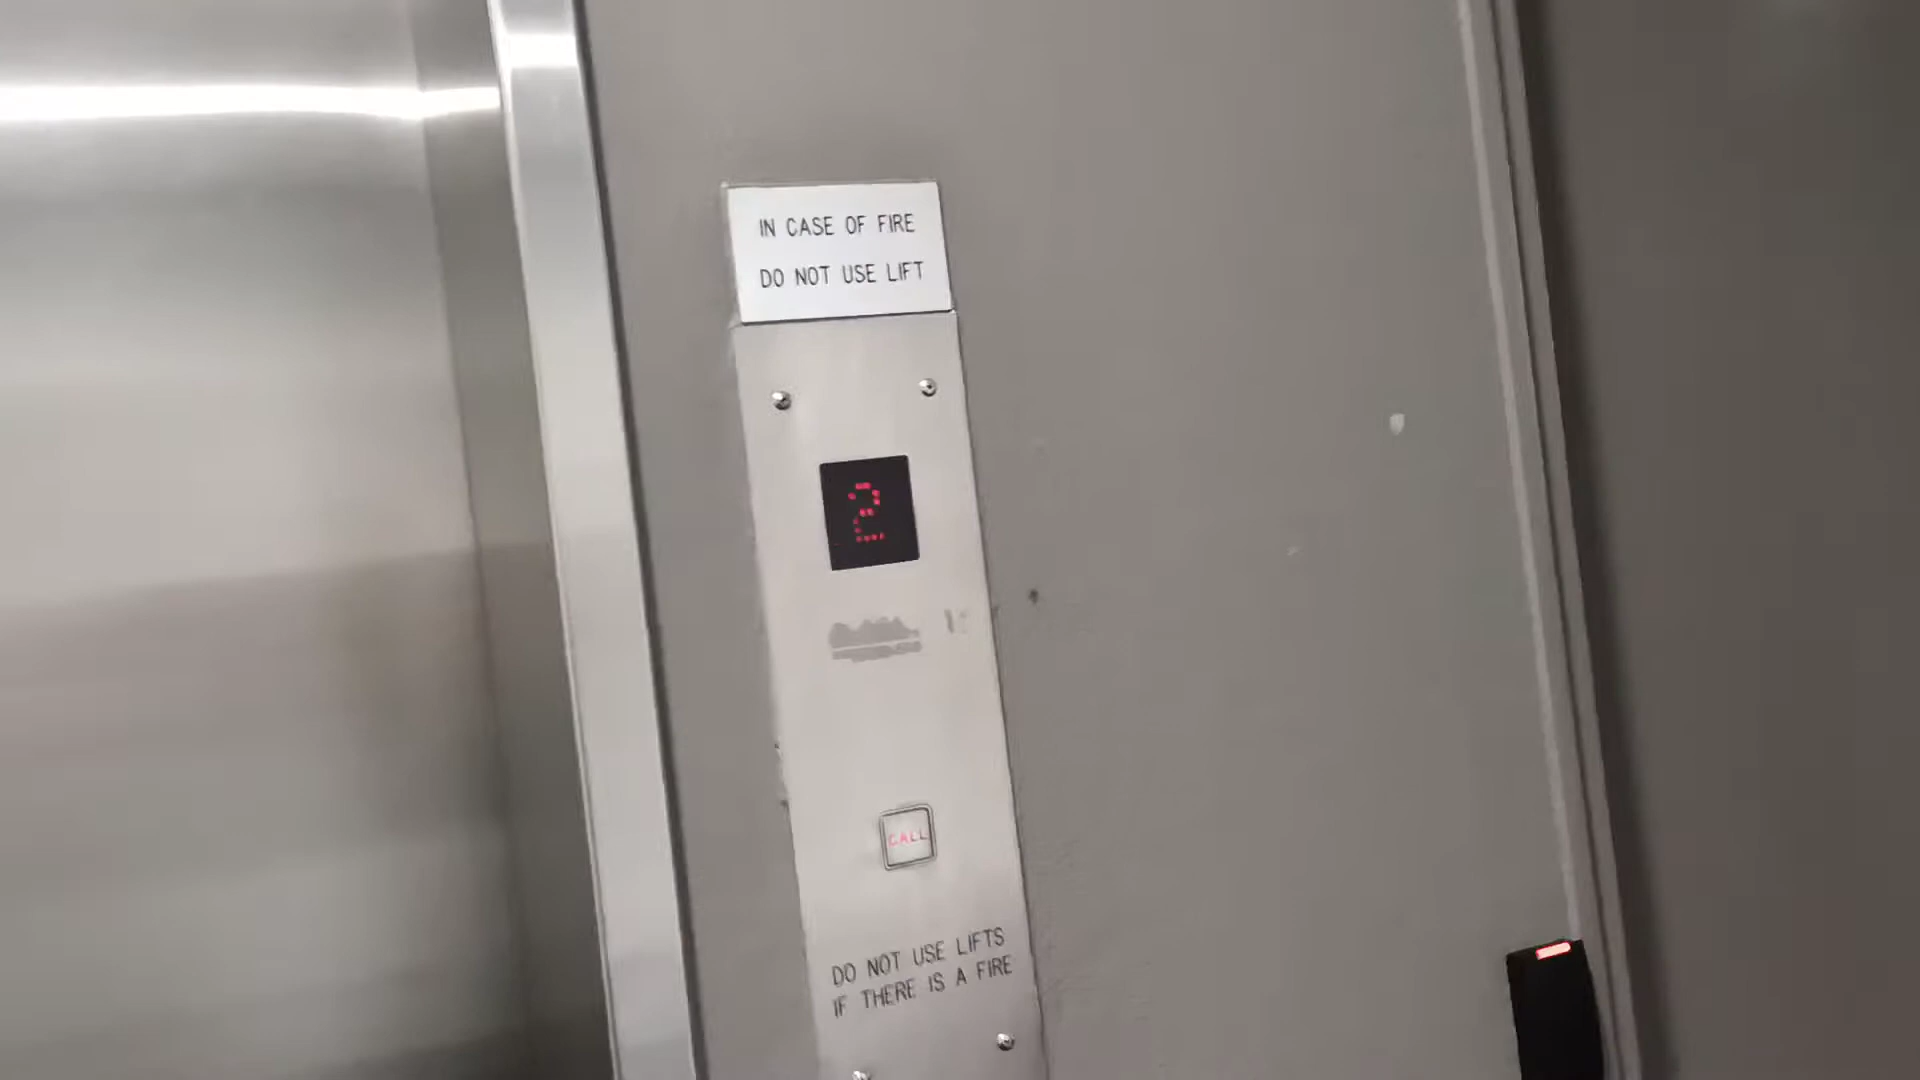 IN CASE OF FIRE
DO NOT USE LIFT
2
CALL
DO NOT USE LIFTS
IF THERE IS A FIRE